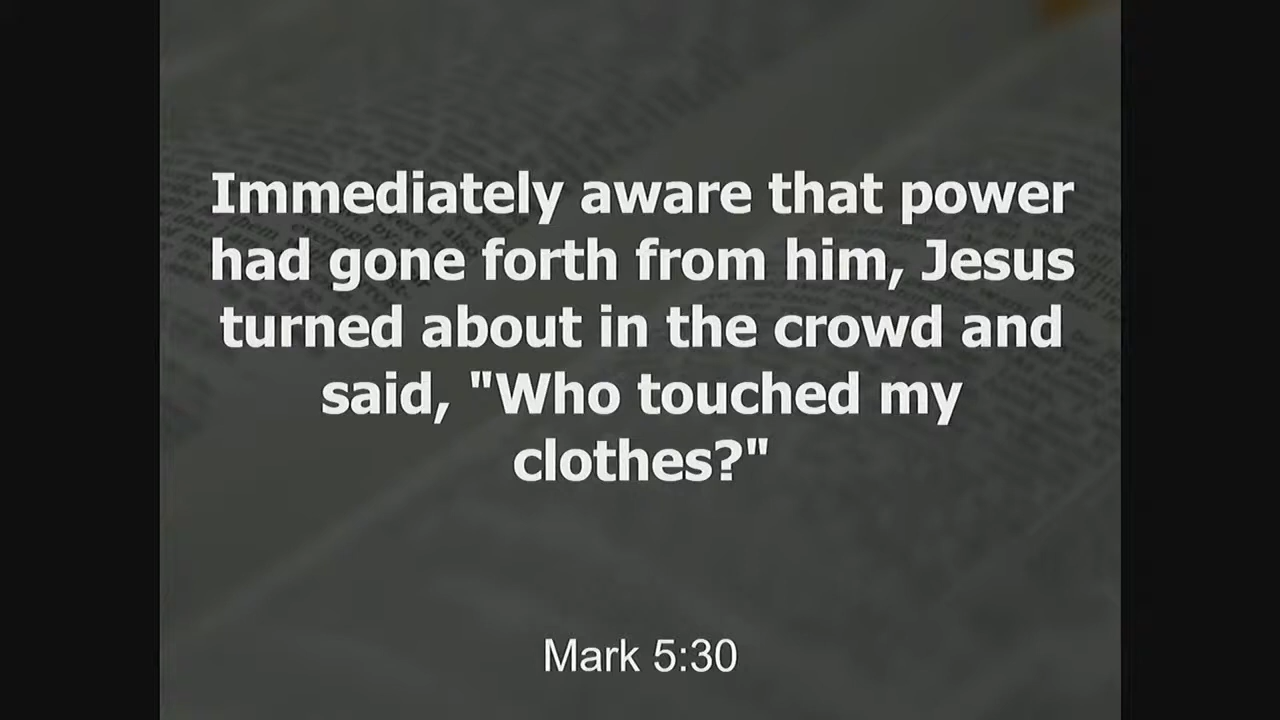 Immediately aware that power
had gone forth from him, Jesus
turned about in the crowd and
said, "Who touched my
clothes?"
Mark 5:30